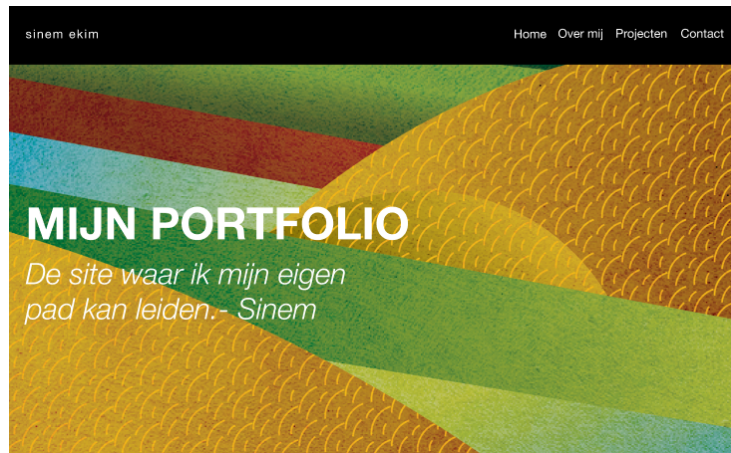 sinem ekim
Home Over mij Projecten Contact
MIJN PORTFOLIO
De site waar ik mijn eigen
pad kan leiden.- Sinem